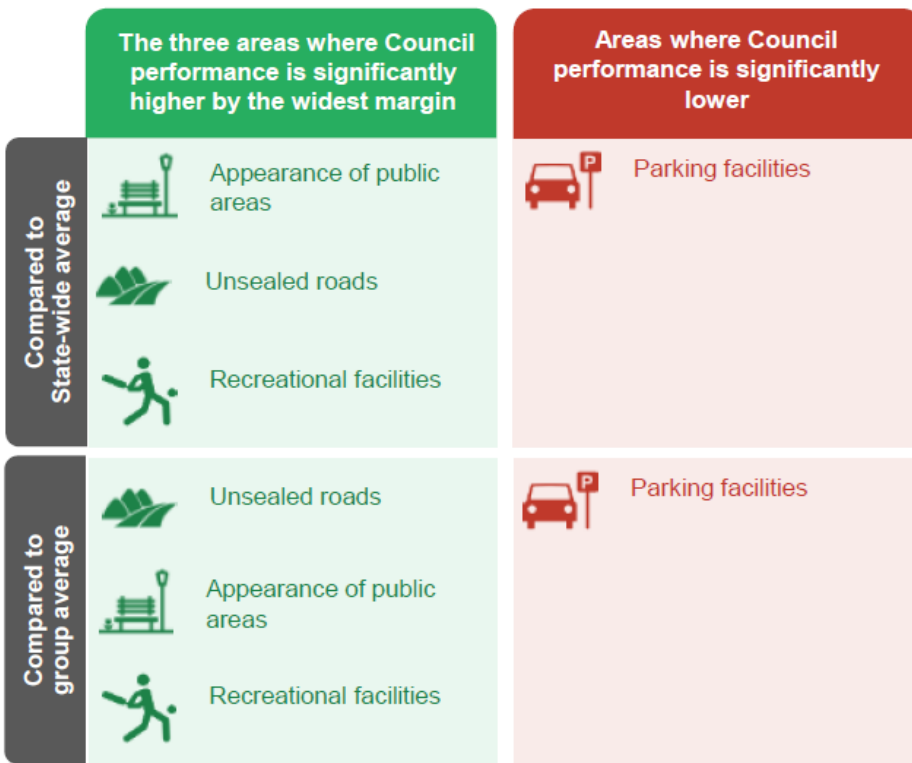 The three areas where Council
performance is significantly
higher by the widest margin
Areas where Council
performance is significantly
lower
Compared to
State-wide average
Appearance of public
areas
Unsealed roads
Recreational facilities
P
Parking facilities
Compared to
group average
Unsealed roads
Appearance of public
areas
Recreational facilities
P
Parking facilities